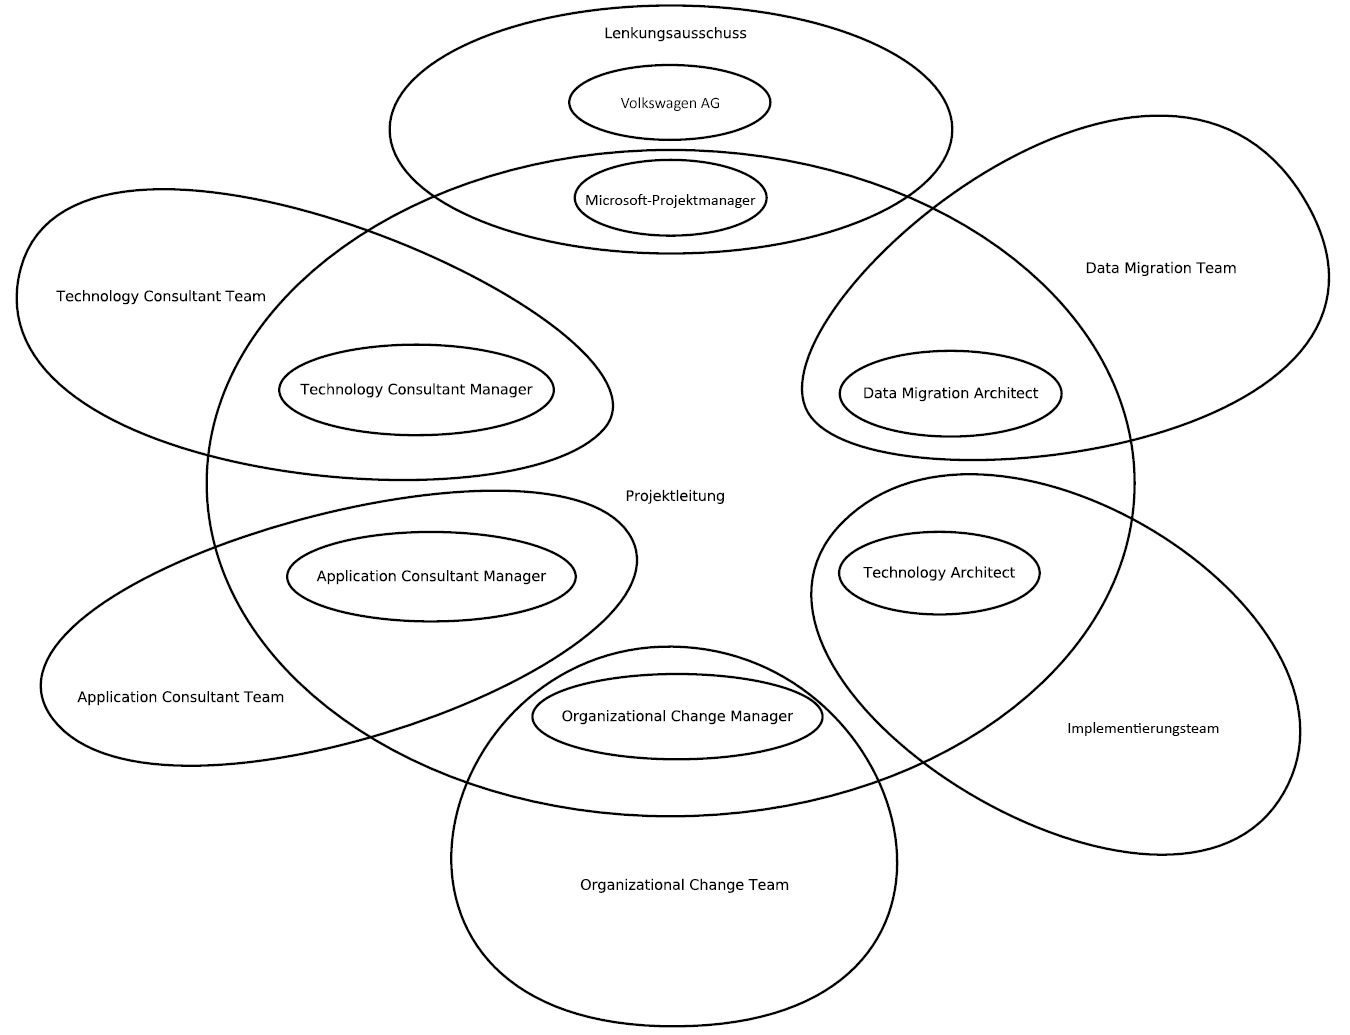 Lenkungsausschuss
Volkswagen AG
Microsoft-Projektmanager
Data Migration Team
Technology Consultant Team
Technology Consultant Manager
Data Migration Architect
Projektleitung
Application Consultant Manager
Technology Architect
Application Consultant Team
Organizational Change Manager
Implementierungsteam
Organizational Change Team